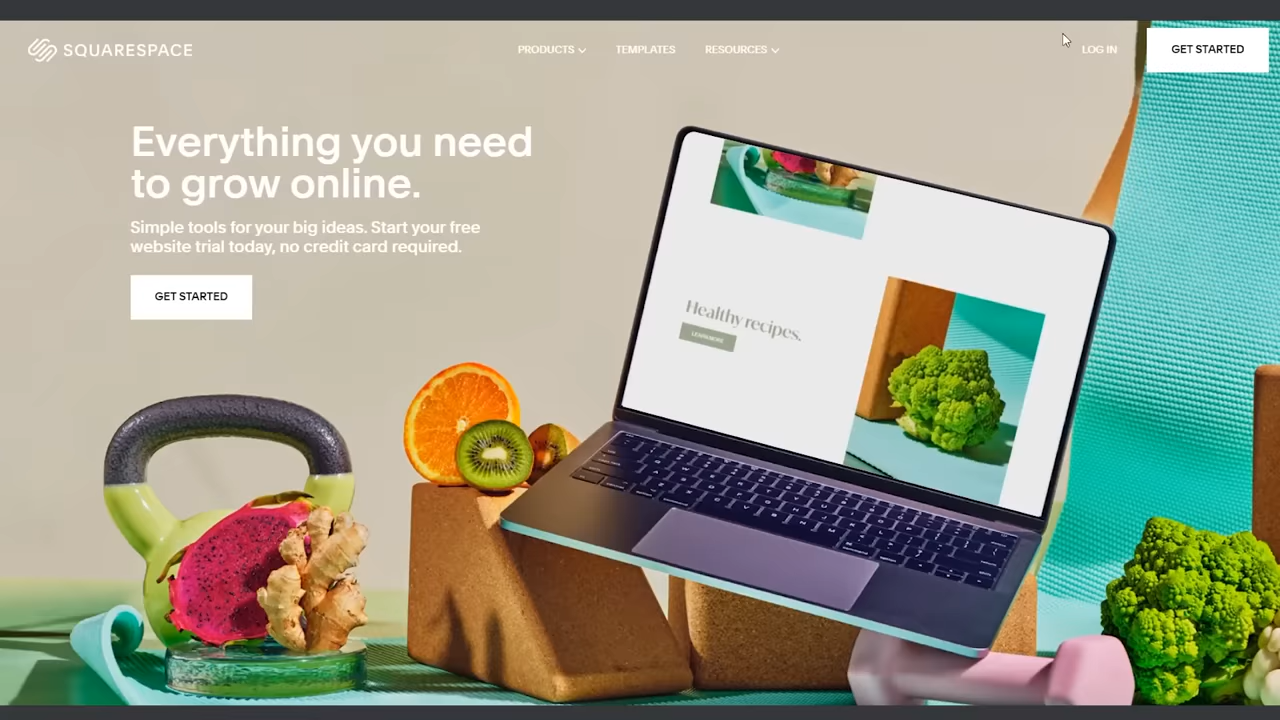 SQUARESPACE
PRODUCTS
TEMPLATES
RESOURCES
LOG IN
GET STARTED
Everything you need
to grow online.
Simple tools for your big ideas. Start your free
website trial today, no credit card required.
GET STARTED
Healthy recipes.
LEARN MORE